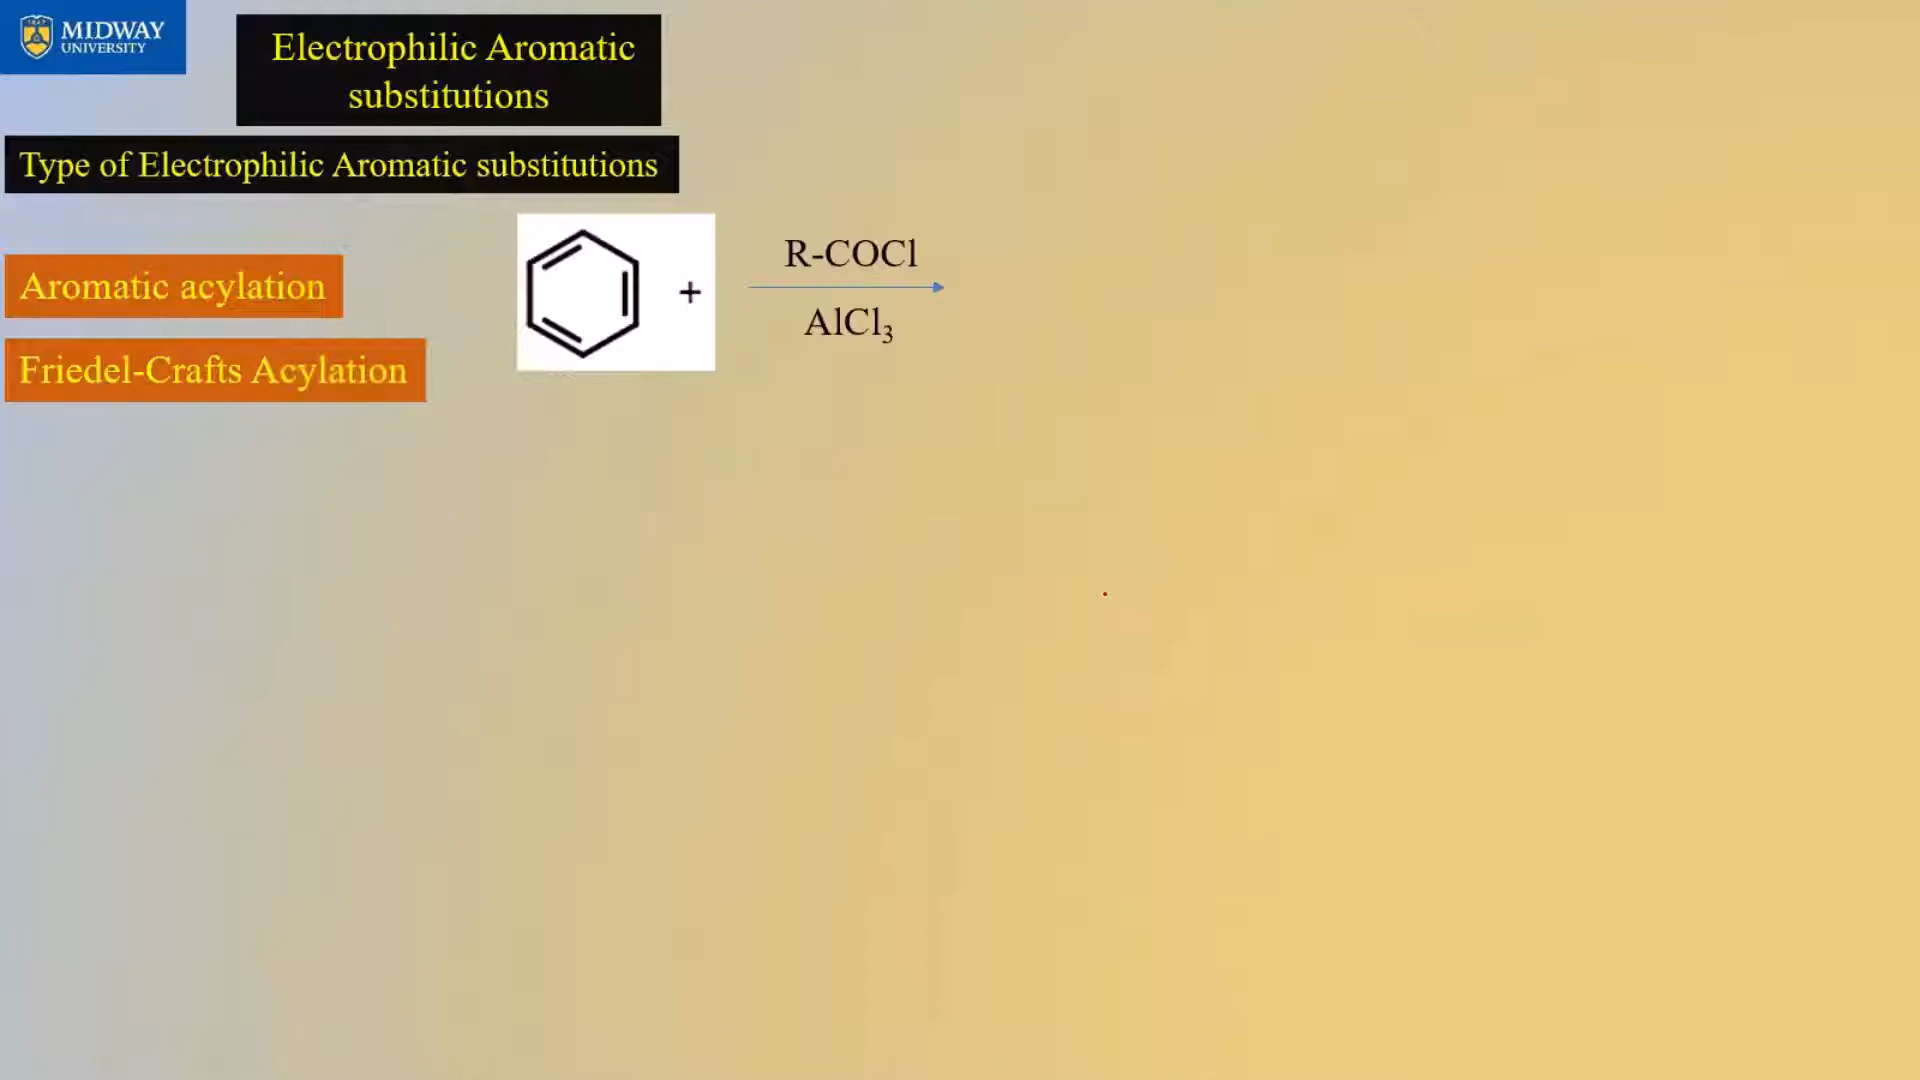 MIDWAY
UNIVERSITY
Electrophilic Aromatic
substitutions
Type of Electrophilic Aromatic substitutions
Aromatic acylation
Friedel-Crafts Acylation
+
R-COCl
AlCl₃